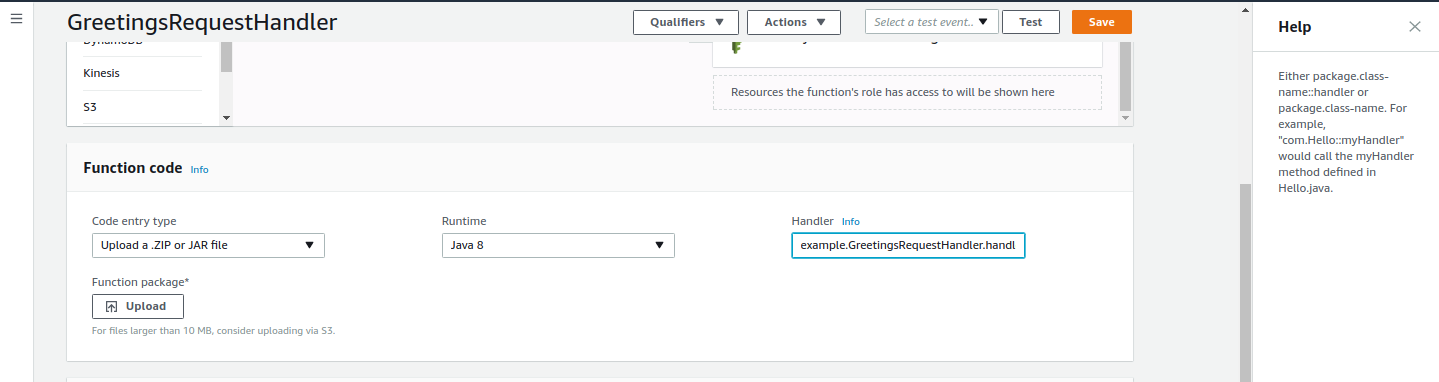 GreetingsRequestHandler
Qualifiers
Actions
Select a test event..
Test
Save
Kinesis
S3
Resources the function's role has access to will be shown here
Function code Info
Code entry type
Runtime
Handler Info
Upload a .ZIP or JAR file
Java 8
example.GreetingsRequestHandler.handl
Function package*
Upload
For files larger than 10 MB, consider uploading via S3.
Help
Either package.class-
name::handler or
package.class-name. For
example,
"com.Hello::myHandler"
would call the myHandler
method defined in
Hello.java.